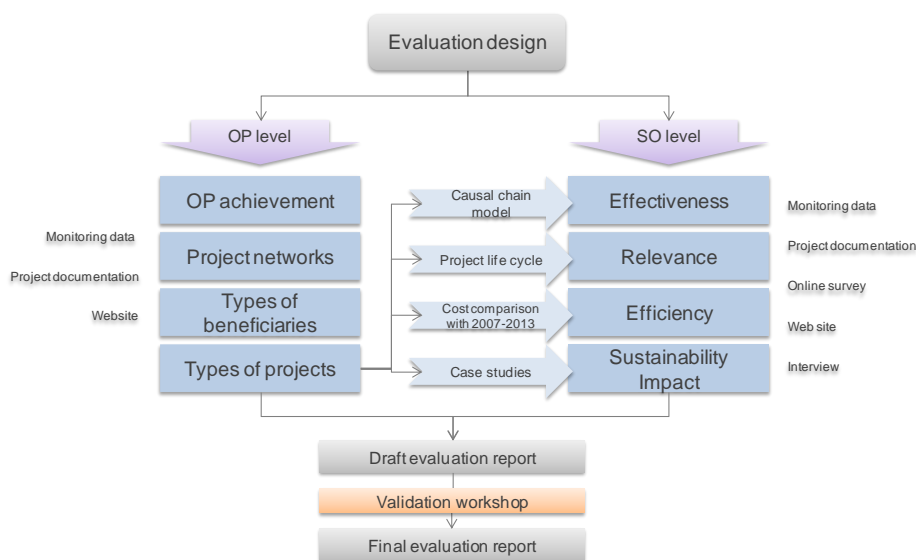 Evaluation design
OP level
SO level
OP achievement
Causal chain
model
Effectiveness
Monitoring data
Monitoring data
Project networks
Project life cycle
Relevance
Project documentation
Project documentation
Online survey
Types of
beneficiaries
Cost comparison
with 2007-2013
Efficiency
Website
Web site
Types of projects
Case studies
Sustainability
Impact
Interview
Draft evaluation report
Validation workshop
Final evaluation report